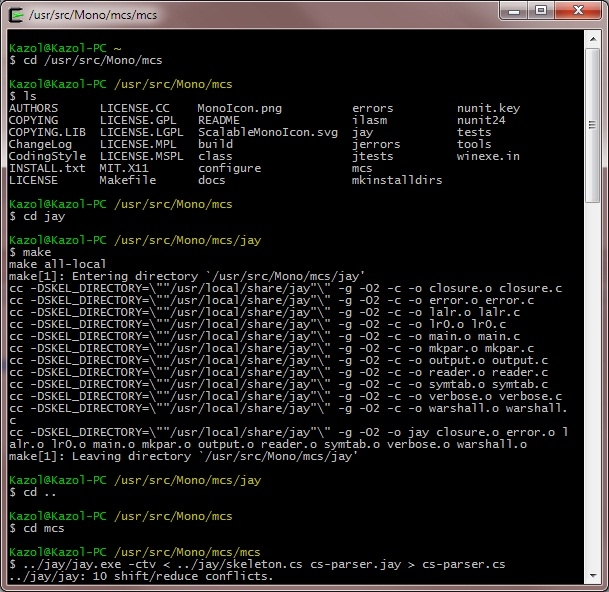 /usr/src/Mono/mcs/mcs
Kazol@Kazol-PC ~
$ cd /usr/src/Mono/mcs
Kazol@Kazol-PC /usr/src/Mono/mcs
$ ls
AUTHORS LICENSE.CC MonoIcon.png errors nunit.key
COPYING LICENSE.GPL README ilasm nunit24
COPYING.LIB LICENSE.LGPL ScalableMonoIcon.svg jay tests
ChangeLog LICENSE.MPL build jerrors tools
CodingStyle LICENSE.MSPL class jtests winexe.in
INSTALL.txt MIT.X11 configure mcs
LICENSE Makefile docs mkinstalldirs
Kazol@Kazol-PC /usr/src/Mono/mcs
$ cd jay
Kazol@Kazol-PC /usr/src/Mono/mcs/jay
$ make
make all-local
make[1]: Entering directory `/usr/src/Mono/mcs/jay'
cc -DSKEL_DIRECTORY=\""/usr/local/share/jay"\" -g -O2 -c -o closure.o closure.c
cc -DSKEL_DIRECTORY=\""/usr/local/share/jay"\" -g -O2 -c -o error.o error.c
cc -DSKEL_DIRECTORY=\""/usr/local/share/jay"\" -g -O2 -c -o lalr.o lalr.c
cc -DSKEL_DIRECTORY=\""/usr/local/share/jay"\" -g -O2 -c -o lr0.o lr0.c
cc -DSKEL_DIRECTORY=\""/usr/local/share/jay"\" -g -O2 -c -o main.o main.c
cc -DSKEL_DIRECTORY=\""/usr/local/share/jay"\" -g -O2 -c -o mkpar.o mkpar.c
cc -DSKEL_DIRECTORY=\""/usr/local/share/jay"\" -g -O2 -c -o output.o output.c
cc -DSKEL_DIRECTORY=\""/usr/local/share/jay"\" -g -O2 -c -o reader.o reader.c
cc -DSKEL_DIRECTORY=\""/usr/local/share/jay"\" -g -O2 -c -o symtab.o symtab.c
cc -DSKEL_DIRECTORY=\""/usr/local/share/jay"\" -g -O2 -c -o verbose.o verbose.c
cc -DSKEL_DIRECTORY=\""/usr/local/share/jay"\" -g -O2 -c -o warshall.o warshall.
c
cc -DSKEL_DIRECTORY=\""/usr/local/share/jay"\" -g -O2 -o jay closure.o error.o l
alr.o lr0.o main.o mkpar.o output.o reader.o symtab.o verbose.o warshall.o
make[1]: Leaving directory `/usr/src/Mono/mcs/jay'
Kazol@Kazol-PC /usr/src/Mono/mcs/jay
$ cd ..
Kazol@Kazol-PC /usr/src/Mono/mcs
$ cd mcs
Kazol@Kazol-PC /usr/src/Mono/mcs/mcs
$ ../jay/jay.exe -ctv < ../jay/skeleton.cs cs-parser.jay > cs-parser.cs
../jay/jay: 10 shift/reduce conflicts.